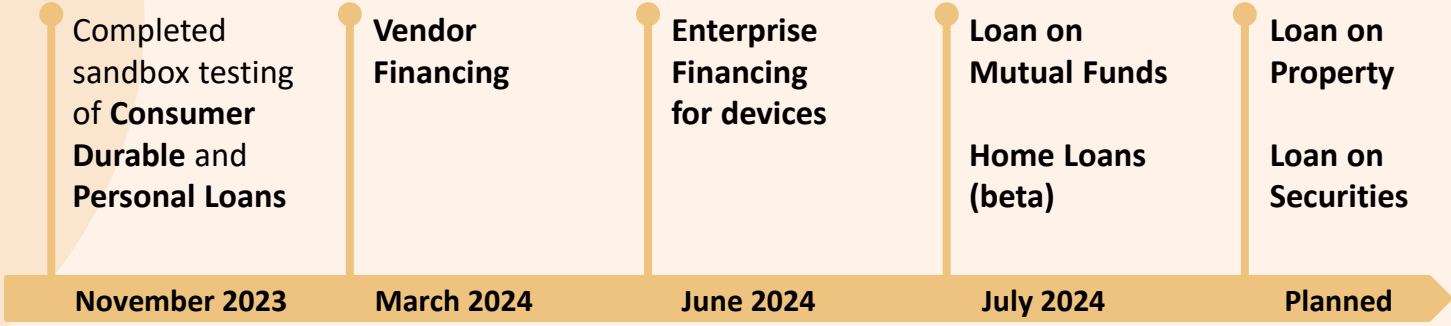 Completed
sandbox testing
of Consumer
Durable and
Personal Loans
Vendor
Financing
Enterprise
Financing
for devices
Loan on
Mutual Funds
Home Loans
(beta)
Loan on
Property
Loan on
Securities
November 2023
March 2024
June 2024
July 2024
Planned